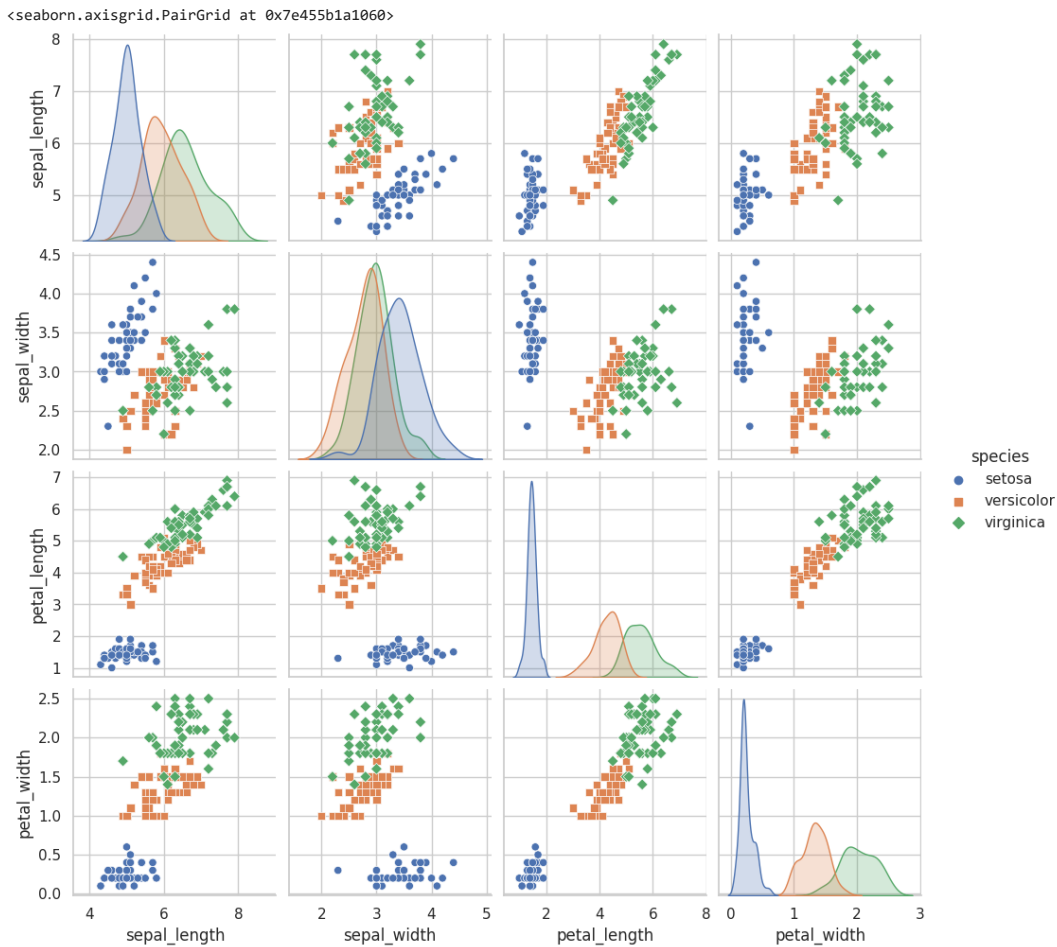 <seaborn.axisgrid.PairGrid at 0x7e455b1a1060>
8
7
6
5
sepal_length
4.5
4.0
3.5
3.0
2.5
2.0
sepal_width
species
setosa
versicolor
virginica
7
6
5
4
3
2
1
petal_length
2.5
2.0
1.5
1.0
0.5
0.0
petal_width
4 6 8 2 3 4 5 2 4 6 8 0 1 2 3
sepal_length sepal_width petal_length petal_width